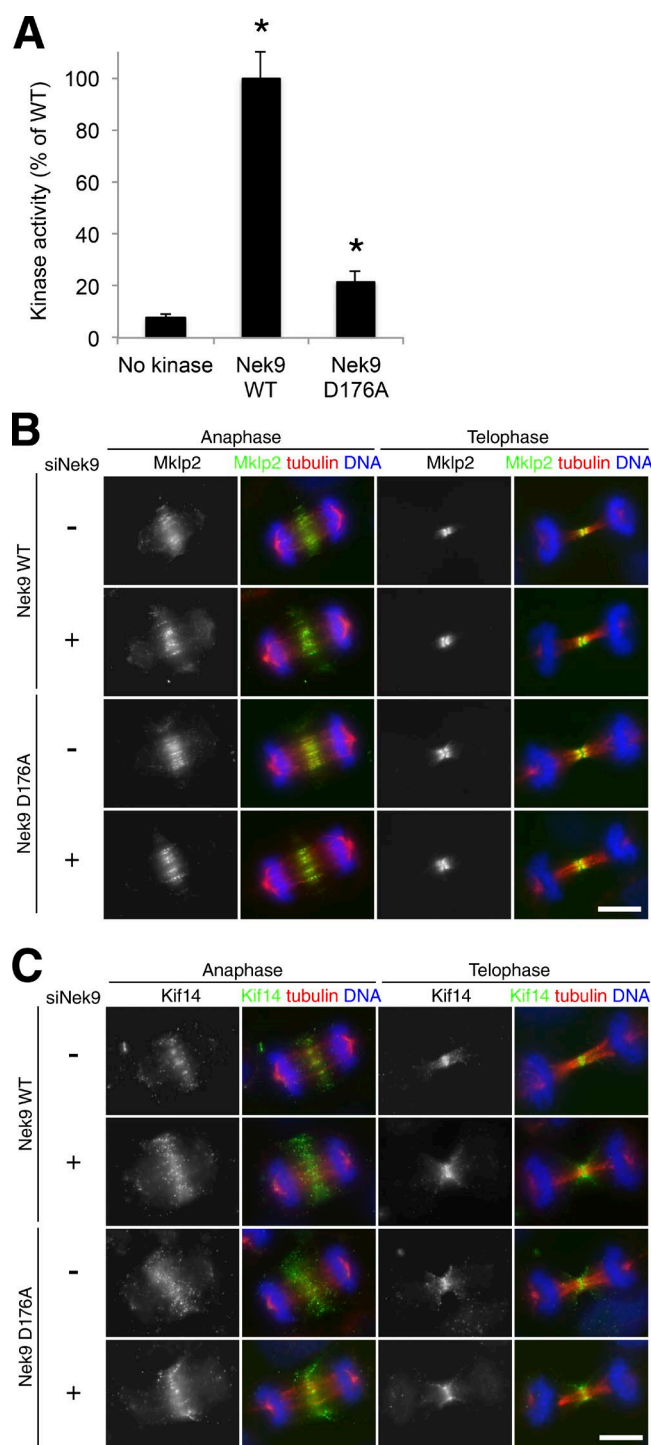 A
Kinase activity (% of WT)
*
*
100
80
60
40
20
0
No kinase
Nek9
WT
Nek9
D176A
B
Anaphase
Telophase
siNek9
Mklp2
Mklp2 tubulin DNA
Mklp2
Mklp2 tubulin DNA
Nek9 WT
-
+
Nek9 D176A
-
+
C
Anaphase
Telophase
siNek9
Kif14
Kif14 tubulin DNA
Kif14
Kif14 tubulin DNA
Nek9 WT
-
+
Nek9 D176A
-
+